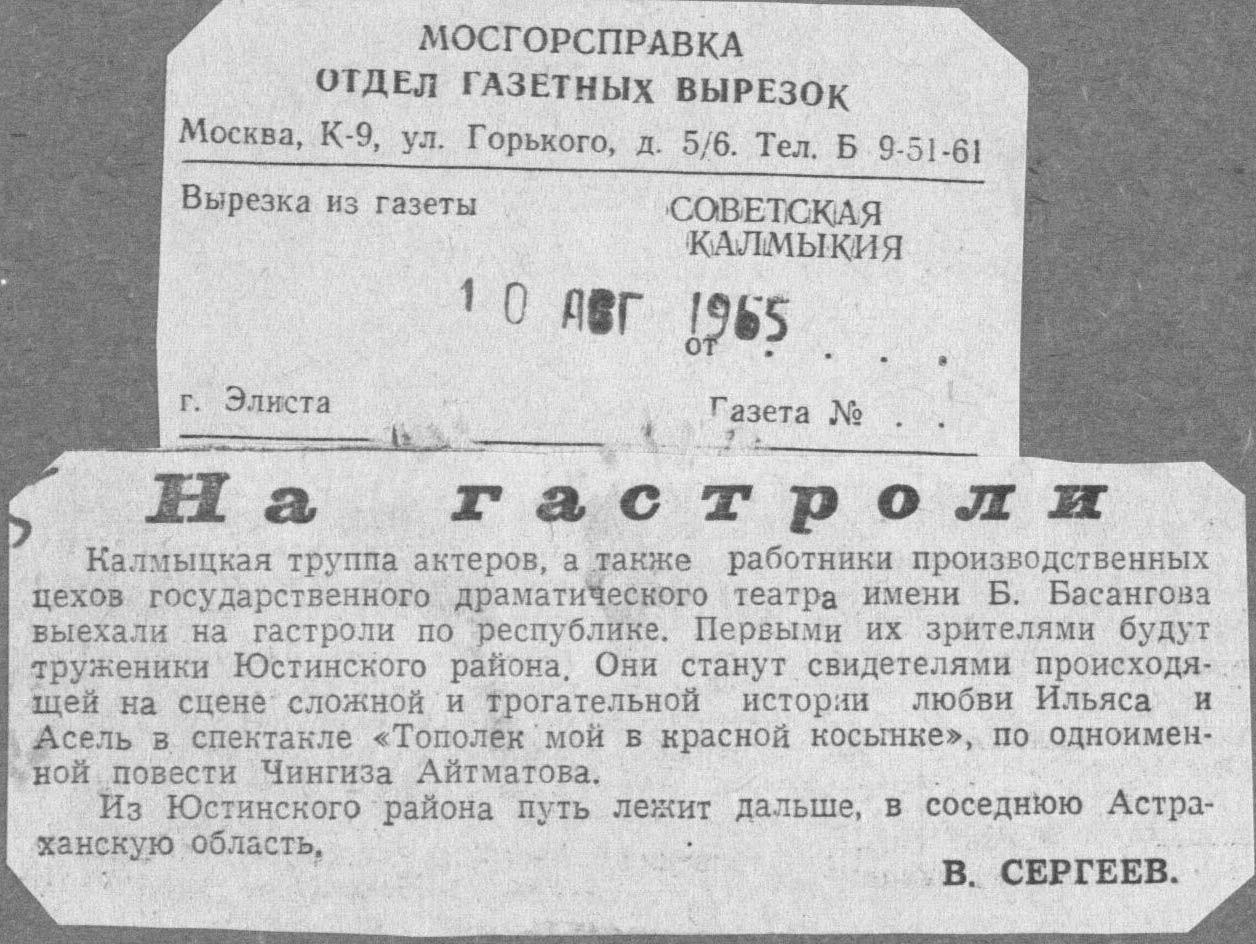 МОСГОРСПРАВКА
ОТДЕЛ ГАЗЕТНЫХ ВЫРЕЗОК
Москва, К-9, ул. Горького, д. 5/6. Тел. Б 9-51-61
Вырезка из газеты
СОВЕТСКАЯ
КАЛМЫКИЯ
10 АВГ 1965
от . . . .
г. Элиста
Газета № . .
На гастроли
Калмыцкая труппа актеров, а также работники производственных
цехов государственного драматического театра имени Б. Басангова
выехали на гастроли по республике. Первыми их зрителями будут
труженики Юстинского района. Они станут свидетелями происходя-
щей на сцене сложной и трогательной истории любви Ильяса и
Асель в спектакле «Тополек мой в красной косынке», по одноимен-
ной повести Чингиза Айтматова.
Из Юстинского района путь лежит дальше, в соседнюю Астра-
ханскую область.
В. СЕРГЕЕВ.